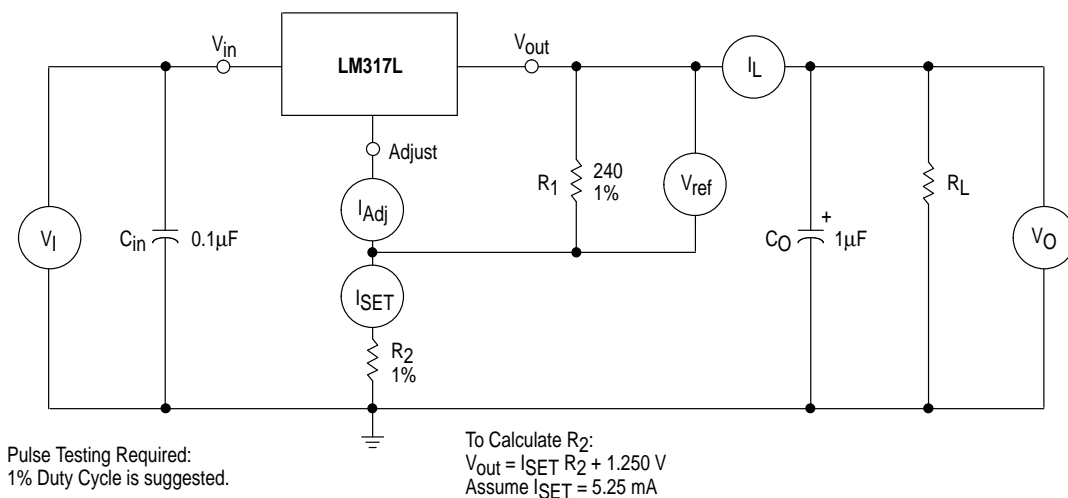 Vin
LM317L
Vout
IL
Adjust
R1
240
1%
Vref
RL
IAdj
VI
Cin
0.1μF
CO
+
1μF
VO
ISET
R2
1%
Pulse Testing Required:
1% Duty Cycle is suggested.
To Calculate R2:
Vout = ISET R2 + 1.250 V
Assume ISET = 5.25 mA